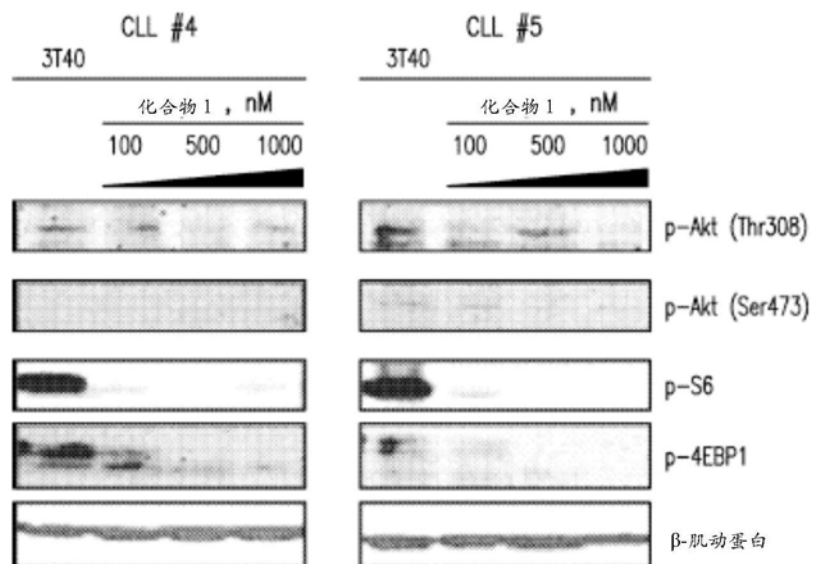 CLL #4
3T40
化合物 1 , nM
100 500 1000
CLL #5
3T40
化合物 1 , nM
100 500 1000
p-Akt (Thr308)
p-Akt (Ser473)
p-S6
p-4EBP1
β-肌动蛋白